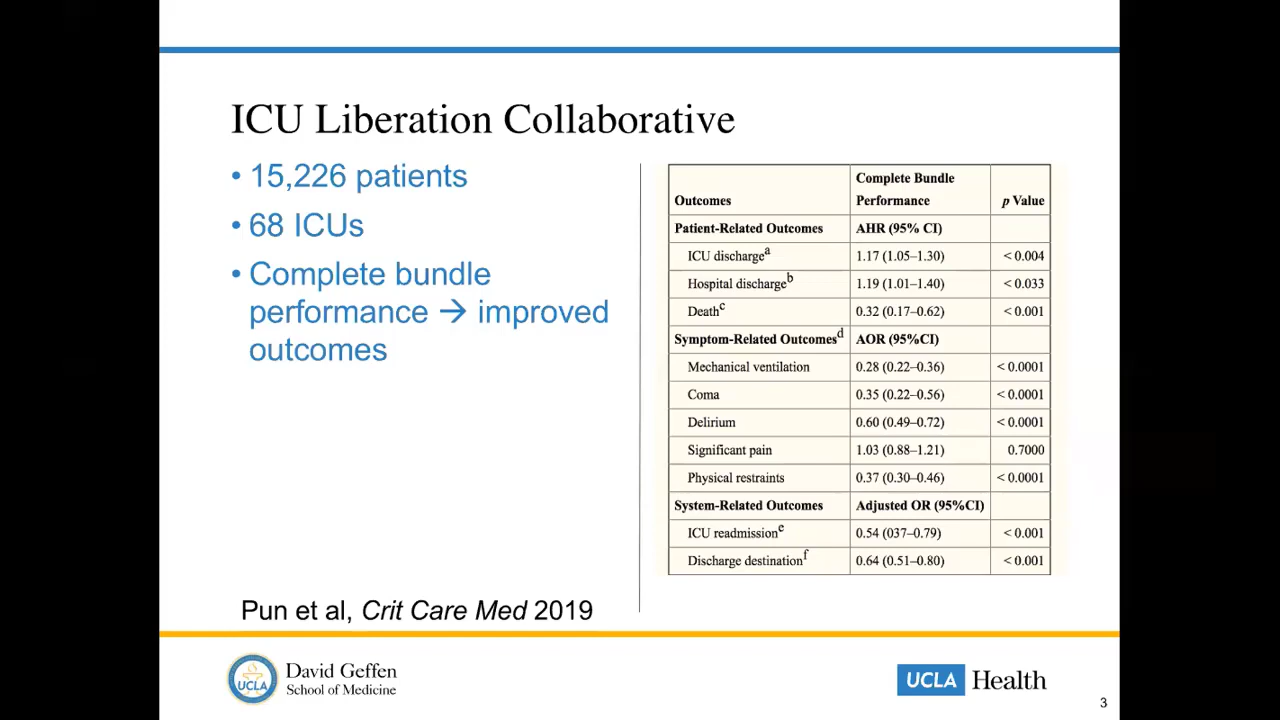 ICU Liberation Collaborative
• 15,226 patients
• 68 ICUs
• Complete bundle
performance → improved
outcomes
Outcomes Complete Bundle Performance p Value
Patient-Related Outcomes AHR (95% CI)
ICU discharge^a 1.17 (1.05–1.30) < 0.004
Hospital discharge^b 1.19 (1.01–1.40) < 0.033
Death^c 0.32 (0.17–0.62) < 0.001
Symptom-Related Outcomes^d AOR (95%CI)
Mechanical ventilation 0.28 (0.22–0.36) < 0.0001
Coma 0.35 (0.22–0.56) < 0.0001
Delirium 0.60 (0.49–0.72) < 0.0001
Significant pain 1.03 (0.88–1.21) 0.7000
Physical restraints 0.37 (0.30–0.46) < 0.0001
System-Related Outcomes Adjusted OR (95%CI)
ICU readmission^e 0.54 (037–0.79) < 0.001
Discharge destination^f 0.64 (0.51–0.80) < 0.001
Pun et al, Crit Care Med 2019
UCLA
David Geffen
School of Medicine
UCLA Health
3